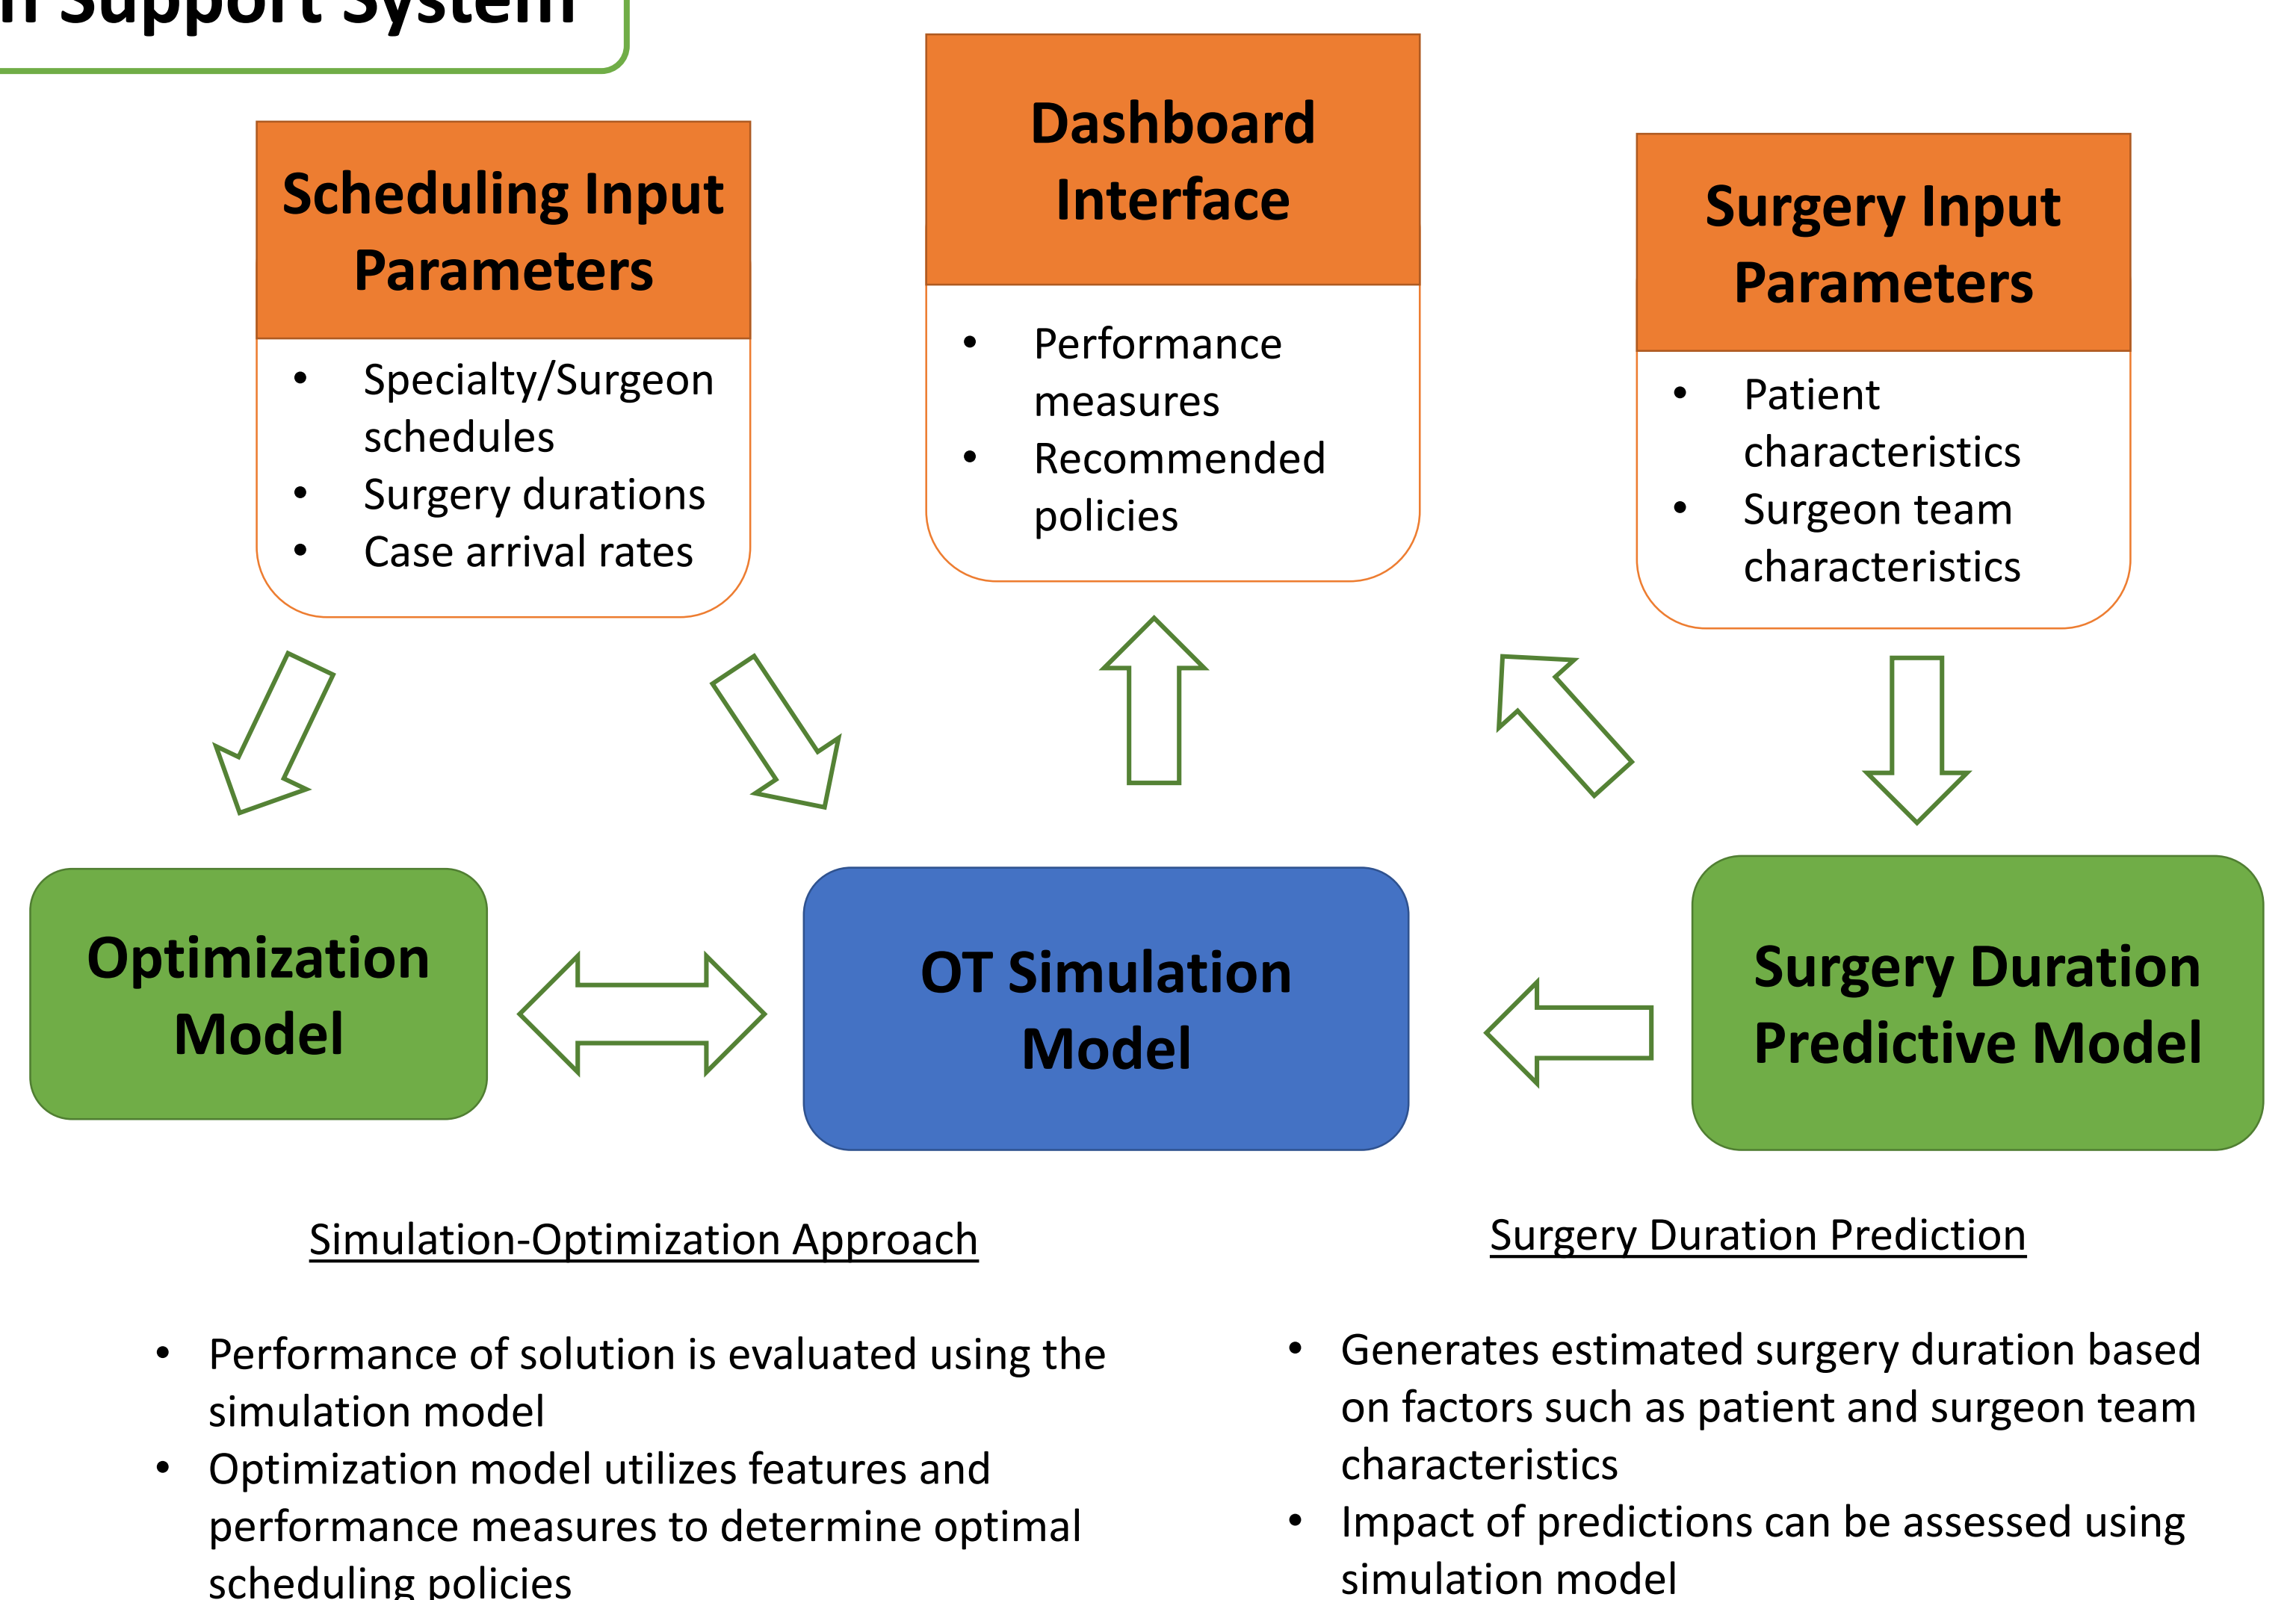 n Support System
Scheduling Input
Parameters
• Specialty/Surgeon
schedules
• Surgery durations
• Case arrival rates
Dashboard
Interface
• Performance
measures
• Recommended
policies
Surgery Input
Parameters
• Patient
characteristics
• Surgeon team
characteristics
Optimization
Model
OT Simulation
Model
Surgery Duration
Predictive Model
Simulation-Optimization Approach
• Performance of solution is evaluated using the
simulation model
• Optimization model utilizes features and
performance measures to determine optimal
scheduling policies
Surgery Duration Prediction
• Generates estimated surgery duration based
on factors such as patient and surgeon team
characteristics
• Impact of predictions can be assessed using
simulation model